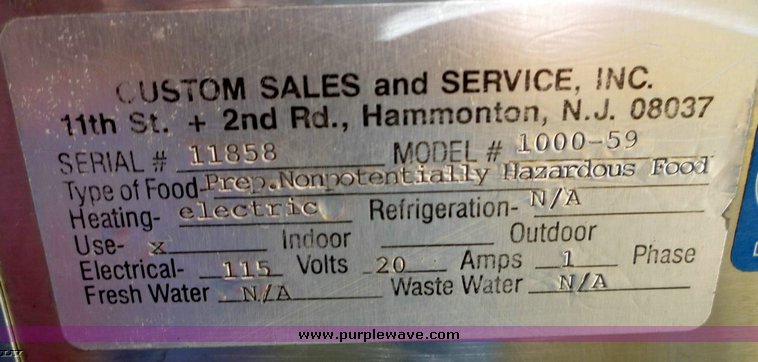 CUSTOM SALES and SERVICE, INC.
11th St. + 2nd Rd., Hammonton, N.J. 08037
SERIAL # 11858 MODEL # 1000-59
Type of Food Prep.Nonpotentially Hazardous Food
Heating- electric Refrigeration- N/A
Use- x Indoor Outdoor
Electrical- 115 Volts 20 Amps 1 Phase
Fresh Water N/A Waste Water N/A
www.purplewave.com